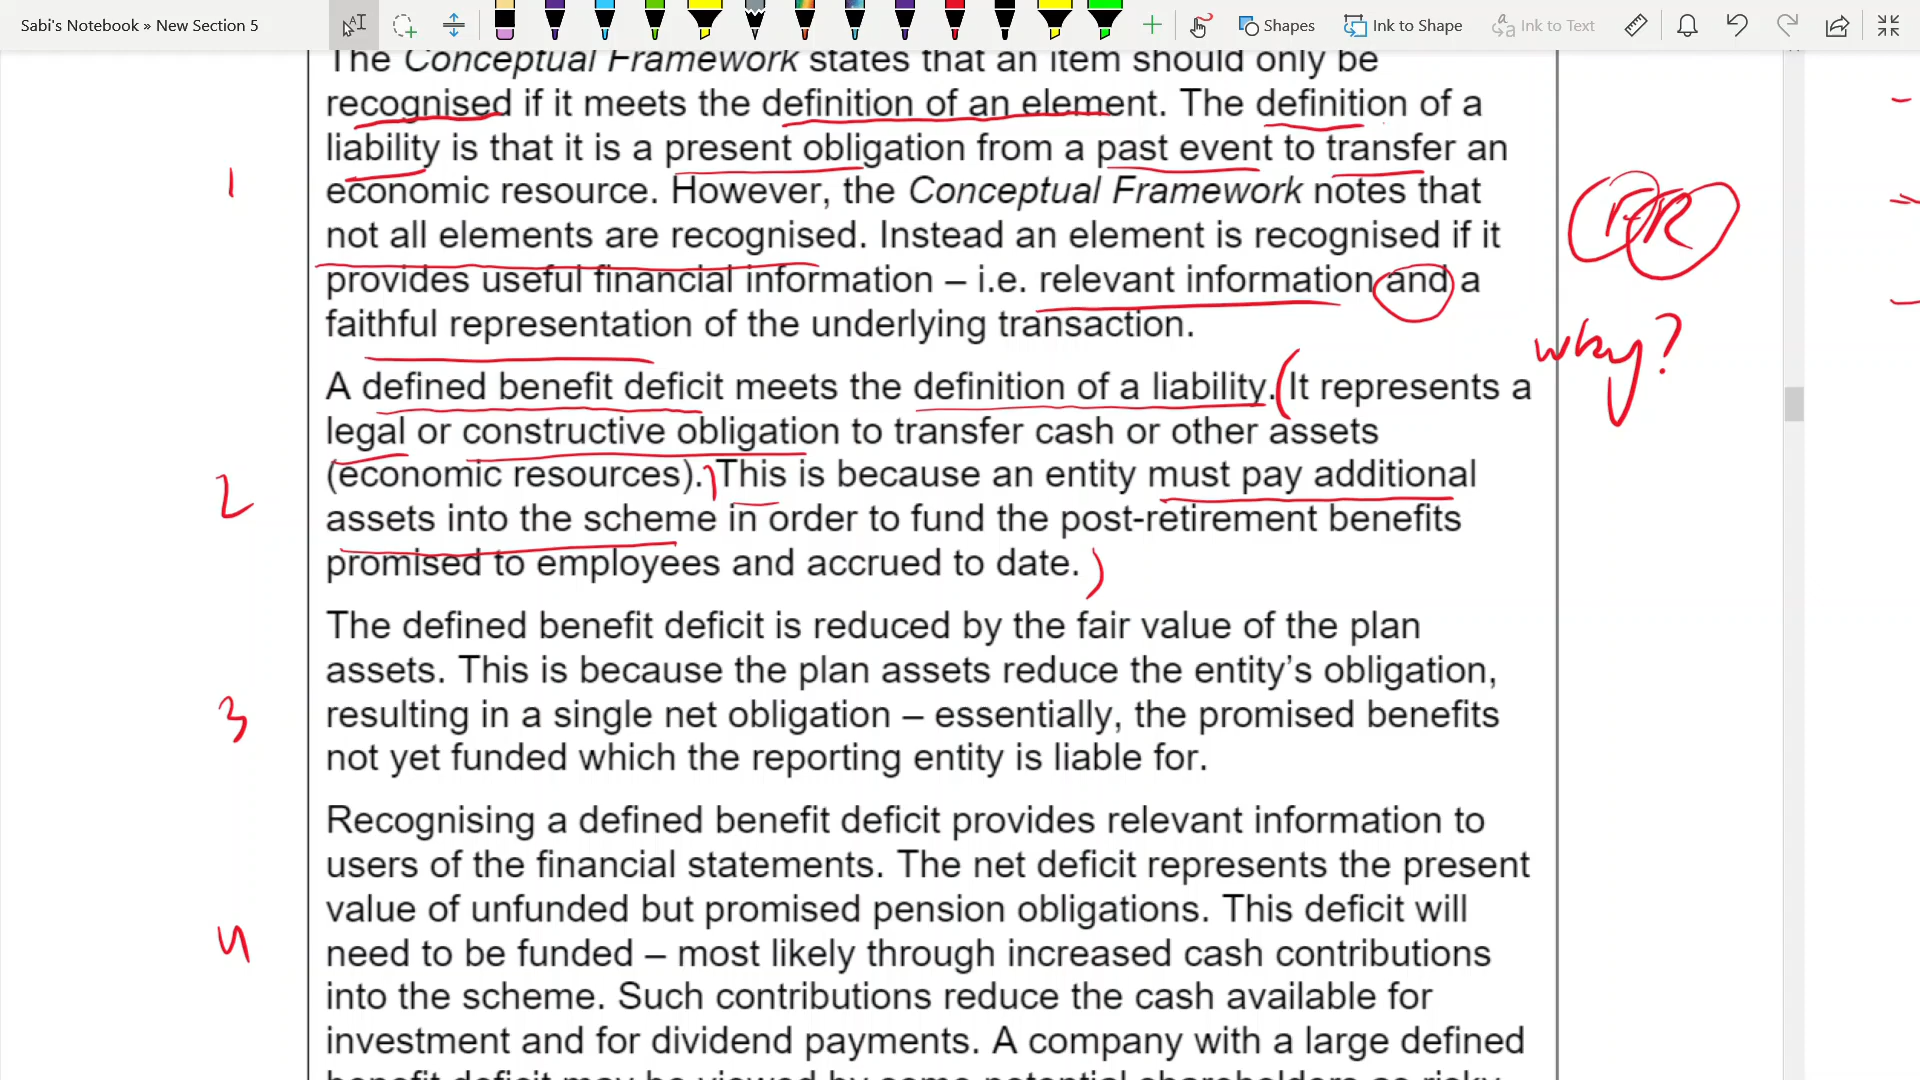 Sabi's Notebook » New Section 5
Shapes
Ink to Shape
Ink to Text
The Conceptual Framework states that an item should only be
recognised if it meets the definition of an element. The definition of a
liability is that it is a present obligation from a past event to transfer an
1
economic resource. However, the Conceptual Framework notes that
not all elements are recognised. Instead an element is recognised if it
provides useful financial information – i.e. relevant information and a
faithful representation of the underlying transaction.
why?
A defined benefit deficit meets the definition of a liability. It represents a
legal or constructive obligation to transfer cash or other assets
(economic resources). This is because an entity must pay additional
2
assets into the scheme in order to fund the post-retirement benefits
promised to employees and accrued to date.
The defined benefit deficit is reduced by the fair value of the plan
assets. This is because the plan assets reduce the entity’s obligation,
3
resulting in a single net obligation – essentially, the promised benefits
not yet funded which the reporting entity is liable for.
Recognising a defined benefit deficit provides relevant information to
users of the financial statements. The net deficit represents the present
value of unfunded but promised pension obligations. This deficit will
4
need to be funded – most likely through increased cash contributions
into the scheme. Such contributions reduce the cash available for
investment and for dividend payments. A company with a large defined
benefit deficit may be viewed by some potential shareholders as risky